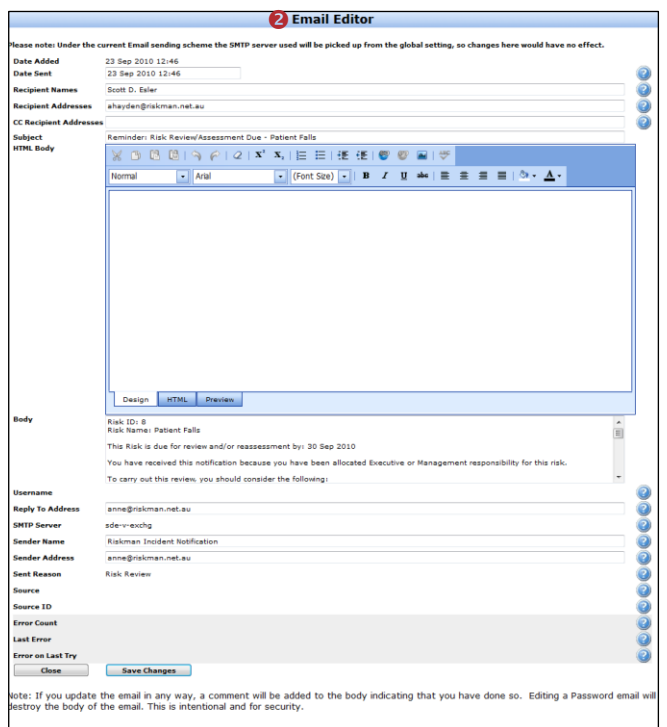 2 Email Editor
Please note: Under the current Email sending scheme the SMTP server used will be picked up from the global setting, so changes here would have no effect.
Date Added 23 Sep 2010 12:46
Date Sent 23 Sep 2010 12:46
Recipient Names Scott D. Esler
Recipient Addresses ahayden@riskman.net.au
CC Recipient Addresses
Subject Reminder: Risk Review/Assessment Due - Patient Falls
HTML Body
Normal Arial (Font Size) B I U abc A
Design HTML Preview
Body Risk ID: 8
Risk Name: Patient Falls
This Risk is due for review and/or reassessment by: 30 Sep 2010
You have received this notification because you have been allocated Executive or Management responsibility for this risk.
To carry out this review, you should consider the following:
Username
Reply To Address anne@riskman.net.au
SMTP Server sde-v-exchg
Sender Name Riskman Incident Notification
Sender Address anne@riskman.net.au
Sent Reason Risk Review
Source
Source ID
Error Count
Last Error
Error on Last Try
Close Save Changes
Note: If you update the email in any way, a comment will be added to the body indicating that you have done so. Editing a Password email will
destroy the body of the email. This is intentional and for security.